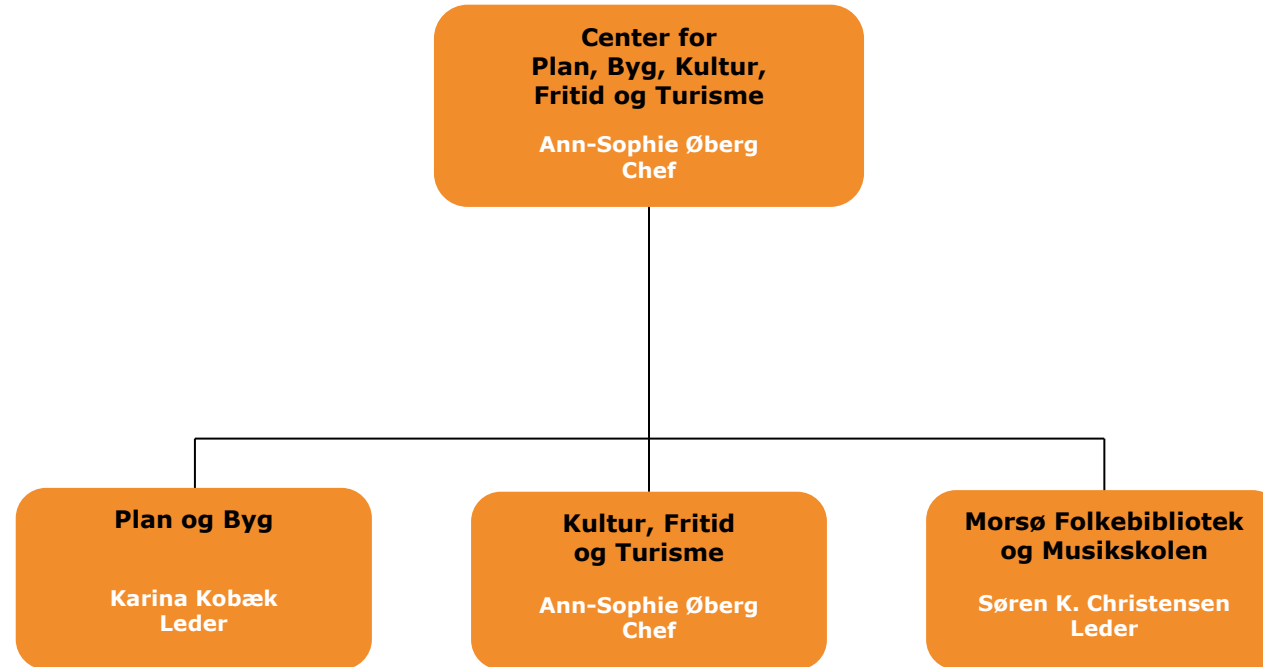 Center for
Plan, Byg, Kultur,
Fritid og Turisme
Ann-Sophie Øberg
Chef
Plan og Byg
Karina Kobæk
Leder
Kultur, Fritid
og Turisme
Ann-Sophie Øberg
Chef
Morsø Folkebibliotek
og Musikskolen
Søren K. Christensen
Leder